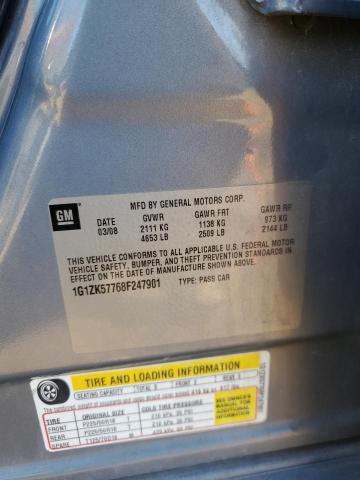 GM
MFD BY GENERAL MOTORS CORP.
03/08 GVWR GAWR FRT GAWR RR
2111 KG 1138 KG 973 KG
4653 LB 2509 LB 2144 LB
THIS VEHICLE CONFORMS TO ALL APPLICABLE U.S. FEDERAL MOTOR
VEHICLE SAFETY, BUMPER, AND THEFT PREVENTION STANDARDS IN
EFFECT ON THE DATE OF MANUFACTURE SHOWN ABOVE.
1G1ZK57768F247901 TYPE: PASS CAR
TIRE AND LOADING INFORMATION
TIRE ORIGINAL SIZE COLD TIRE PRESSURE
FRONT P225/50R18
REAR P225/50R18
SPARE T125/70D16
SEE OWNER'S
MANUAL FOR
ADDITIONAL
INFORMATION